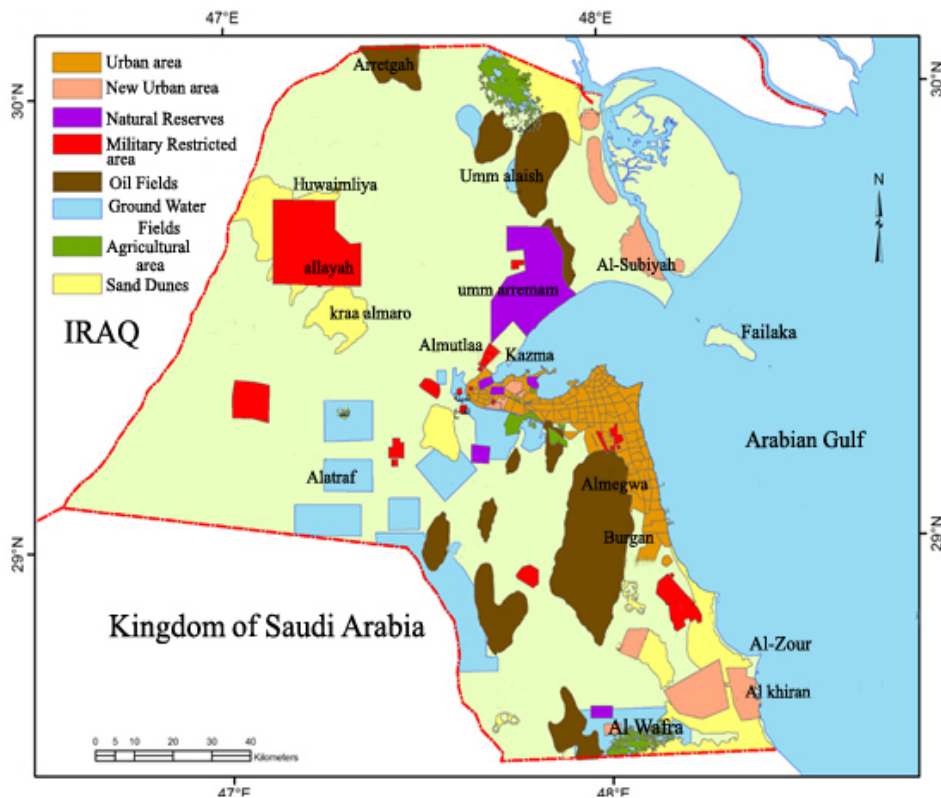 47°E 48°E
30°N
30°N
Urban area
New Urban area
Natural Reserves
Military Restricted
area
Oil Fields
Ground Water
Fields
Agricultural
area
Sand Dunes
Arretgah
Umm alaish
Huwaimliya
allayah
kraa almaro
umm arremam
Al-Subiyah
N
IRAQ
Failaka
Almutlaa
Kazma
Arabian Gulf
Alatraf
Almegwa
Burgan
29°N
29°N
Kingdom of Saudi Arabia
Al-Zour
Al khiran
Al Wafra
0 5 10 20 30 40
Kilometers
47°E 48°E